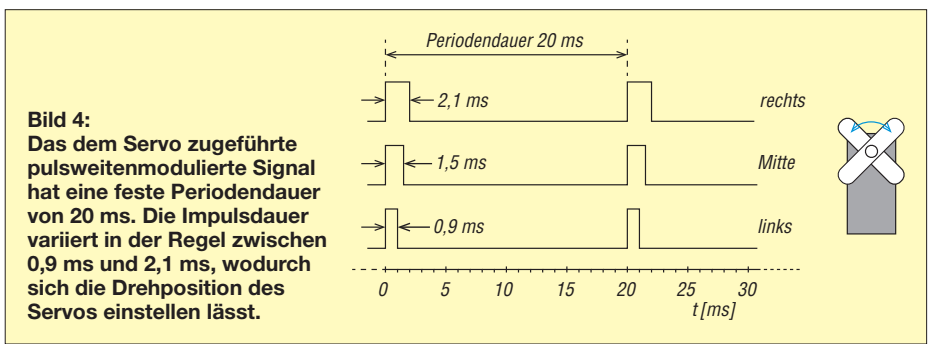 Bild 4:
Das dem Servo zugeführte
pulsweitenmodulierte Signal
hat eine feste Periodendauer
von 20 ms. Die Impulsdauer
variiert in der Regel zwischen
0,9 ms und 2,1 ms, wodurch
sich die Drehposition des
Servos einstellen lässt.
Periodendauer 20 ms
2,1 ms
rechts
1,5 ms
Mitte
0,9 ms
links
0 5 10 15 20 25 30
t [ms]